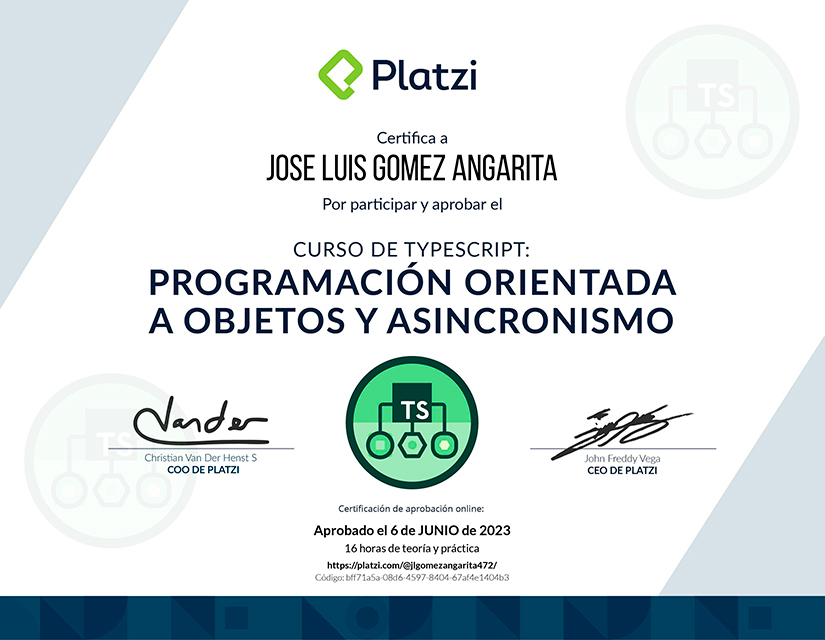 Platzi
TS
Certifica a
JOSE LUIS GOMEZ ANGARITA
Por participar y aprobar el
CURSO DE TYPESCRIPT:
PROGRAMACIÓN ORIENTADA
A OBJETOS Y ASINCRONISMO
TS
Vander
TS
Christian Van Der Henst S
COO DE PLATZI
John Freddy Vega
CEO DE PLATZI
Certificación de aprobación online:
Aprobado el 6 de JUNIO de 2023
16 horas de teoría y práctica
https://platzi.com/@jlgomezangarita472/
Código: bff71a5a-08d6-4597-8404-67af4e1404b3